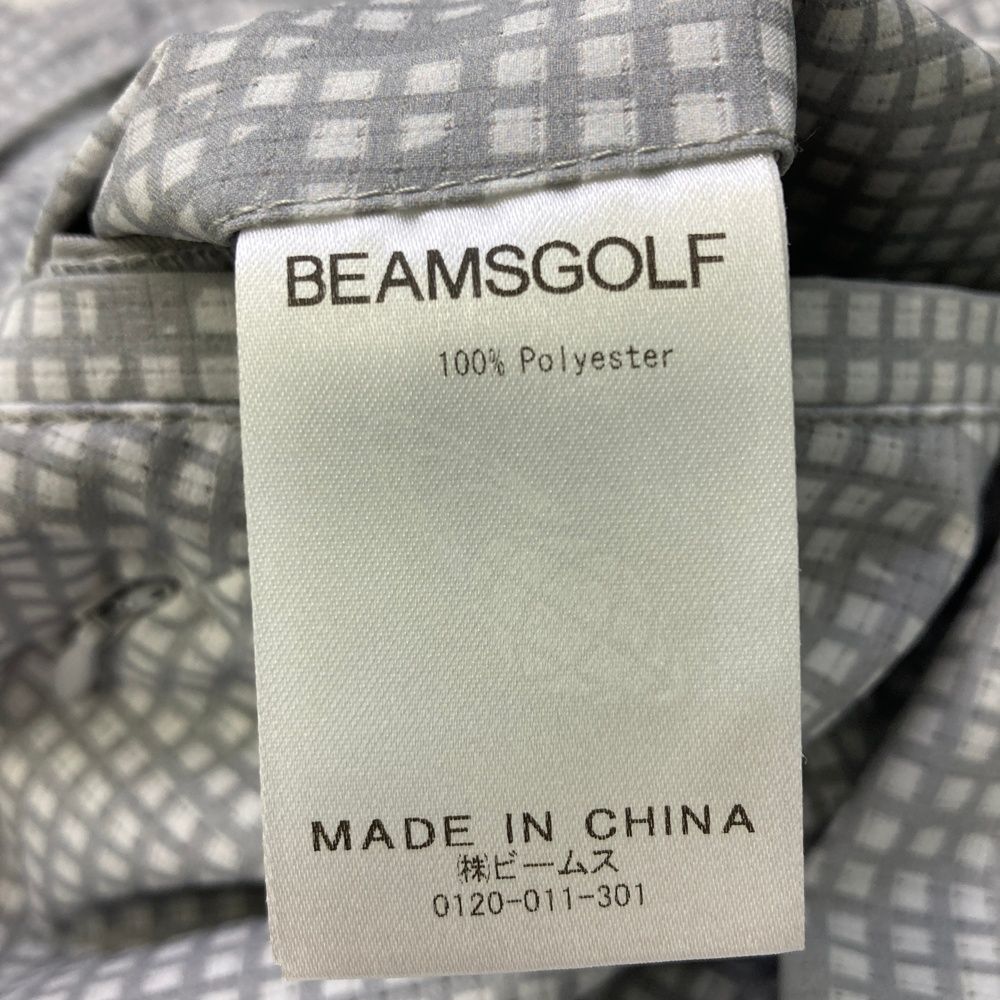 BEAMSGOLF
100% Polyester
MADE IN CHINA
㈱ビームス
0120-011-301